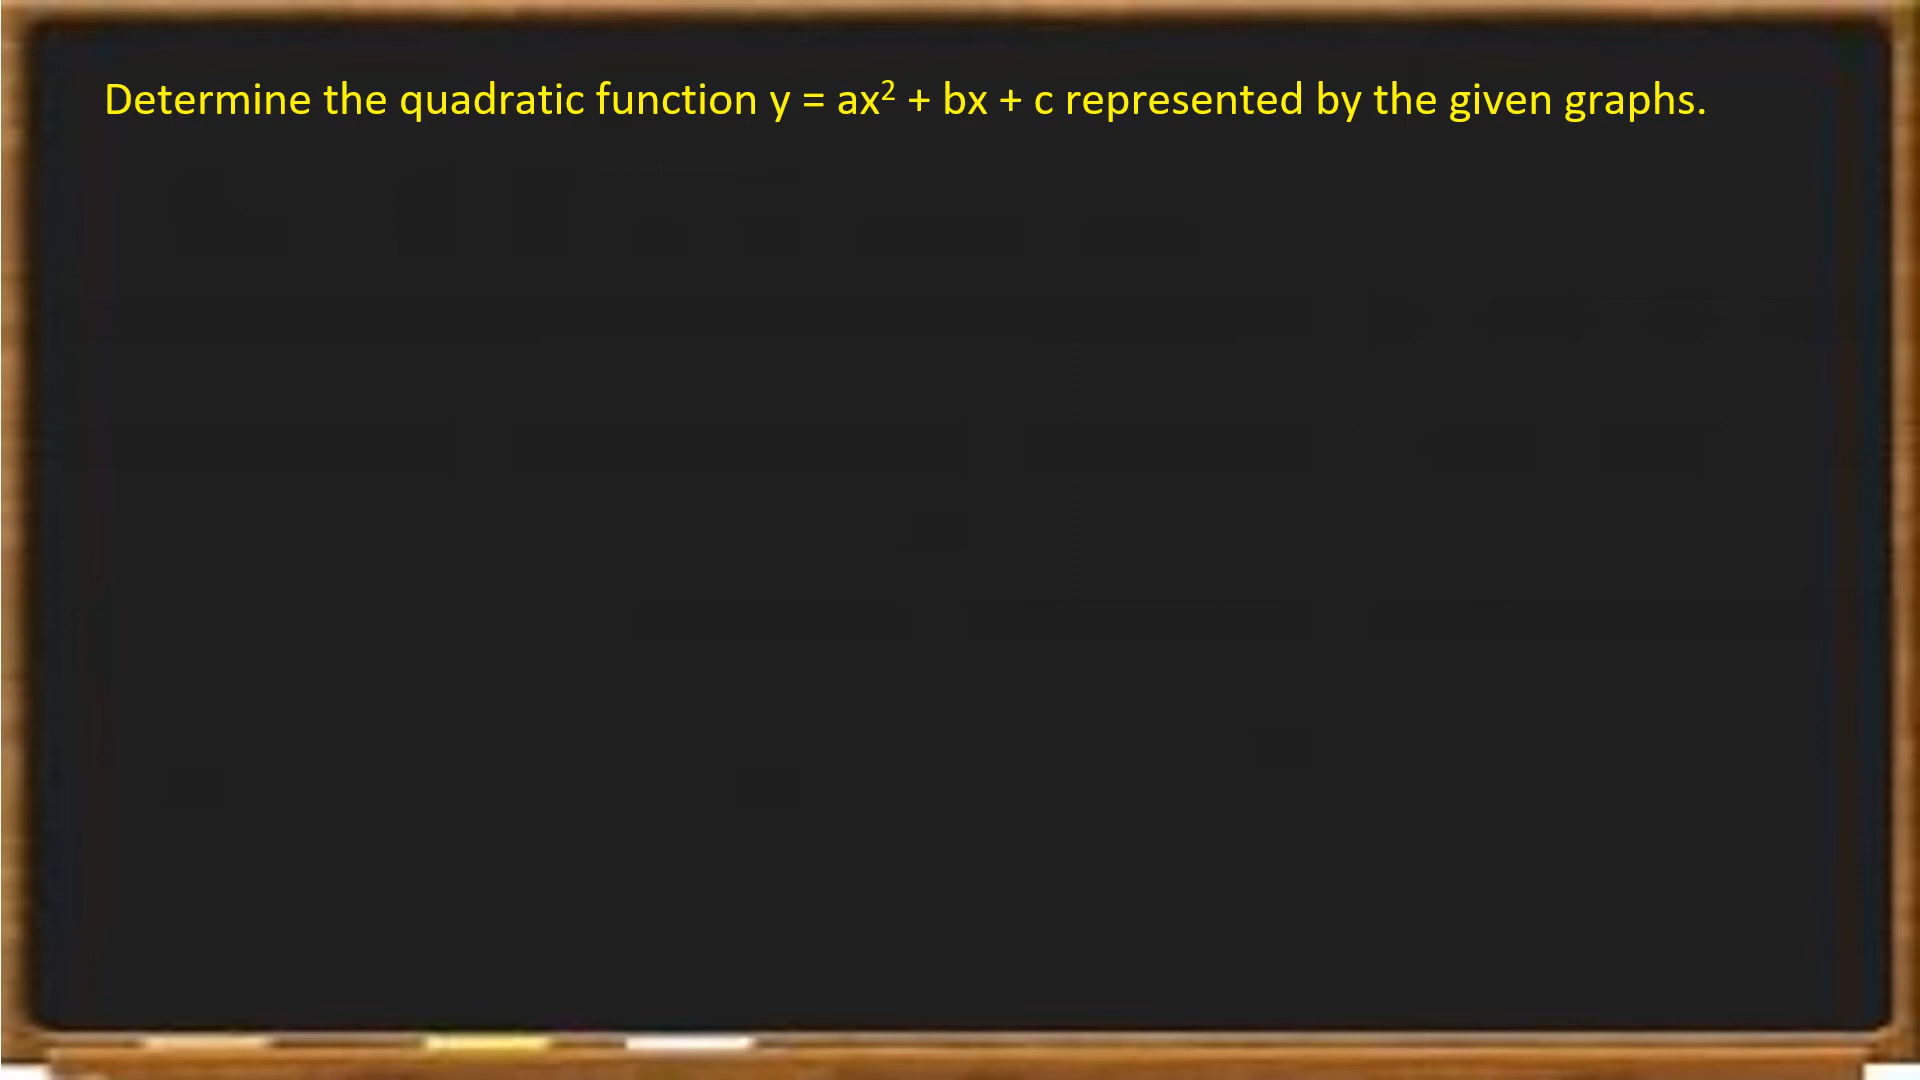 Determine the quadratic function y = ax² + bx + c represented by the given graphs.